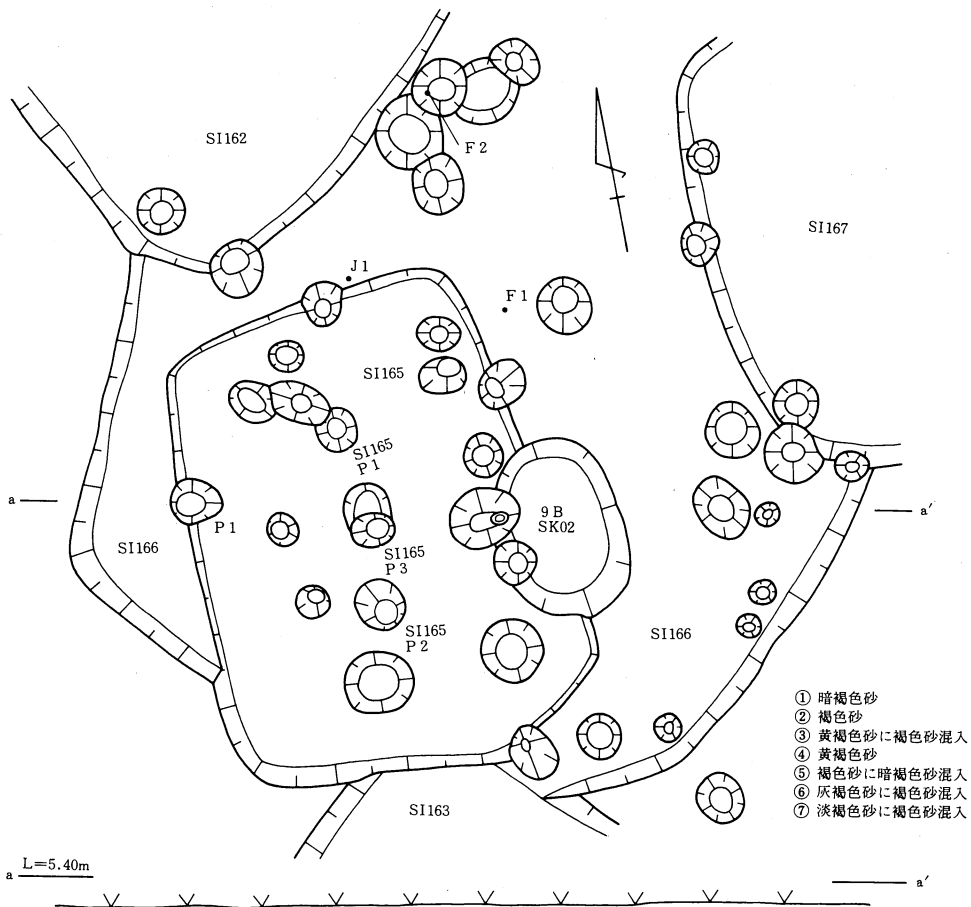 SI162
F2
SI167
J1
F1
SI165
SI165
P1
a
P1
9B
SK02
a′
SI166
SI165
P3
SI165
P2
SI166
① 暗褐色砂
② 褐色砂
③ 黄褐色砂に褐色砂混入
④ 黄褐色砂
⑤ 褐色砂に暗褐色砂混入
⑥ 灰褐色砂に褐色砂混入
⑦ 淡褐色砂に褐色砂混入
SI163
L=5.40m
a
a′